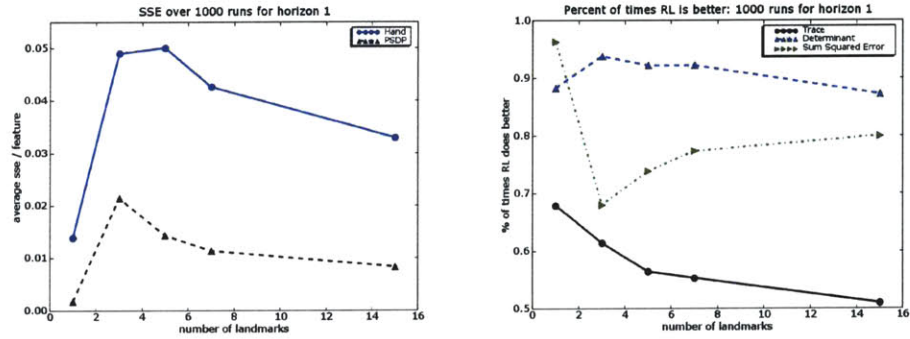 SSE over 1000 runs for horizon 1
Hand
PSDP
average sse / feature
0.05
0.04
0.03
0.02
0.01
0.00
0 2 4 6 8 10 12 14 16
number of landmarks
Percent of times RL is better: 1000 runs for horizon 1
Trace
Determinant
Sum Squared Error
% of times RL does better
1.0
0.9
0.8
0.7
0.6
0.5
0 2 4 6 8 10 12 14 16
number of landmarks